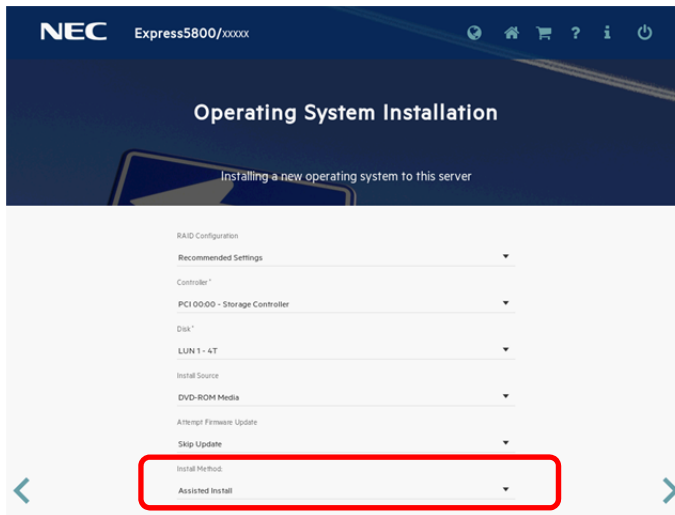 NEC Express5800/xxxxx ?
Operating System Installation
Installing a new operating system to this server
RAID Configuration
Recommended Settings
Controller*
PCI 00:00 - Storage Controller
Disk*
LUN 1 - 4T
Install Source
DVD-ROM Media
Attempt Firmware Update
Skip Update
Install Method:
Assisted Install